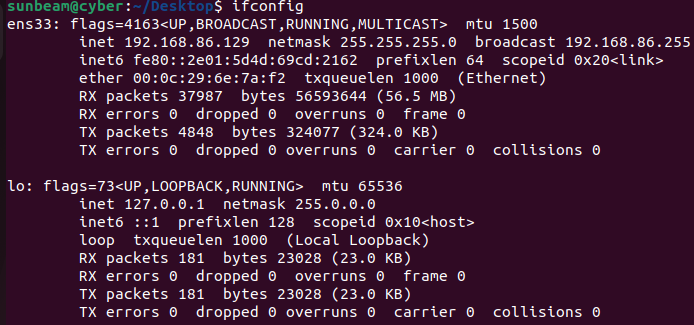 sunbeam@cyber:~/Desktop$ ifconfig
ens33: flags=4163<UP,BROADCAST,RUNNING,MULTICAST>  mtu 1500
        inet 192.168.86.129  netmask 255.255.255.0  broadcast 192.168.86.255
        inet6 fe80::2e01:5d4d:69cd:2162  prefixlen 64  scopeid 0x20<link>
        ether 00:0c:29:6e:7a:f2  txqueuelen 1000  (Ethernet)
        RX packets 37987  bytes 56593644 (56.5 MB)
        RX errors 0  dropped 0  overruns 0  frame 0
        TX packets 4848  bytes 324077 (324.0 KB)
        TX errors 0  dropped 0 overruns 0  carrier 0  collisions 0
lo: flags=73<UP,LOOPBACK,RUNNING>  mtu 65536
        inet 127.0.0.1  netmask 255.0.0.0
        inet6 ::1  prefixlen 128  scopeid 0x10<host>
        loop  txqueuelen 1000  (Local Loopback)
        RX packets 181  bytes 23028 (23.0 KB)
        RX errors 0  dropped 0  overruns 0  frame 0
        TX packets 181  bytes 23028 (23.0 KB)
        TX errors 0  dropped 0 overruns 0  carrier 0  collisions 0